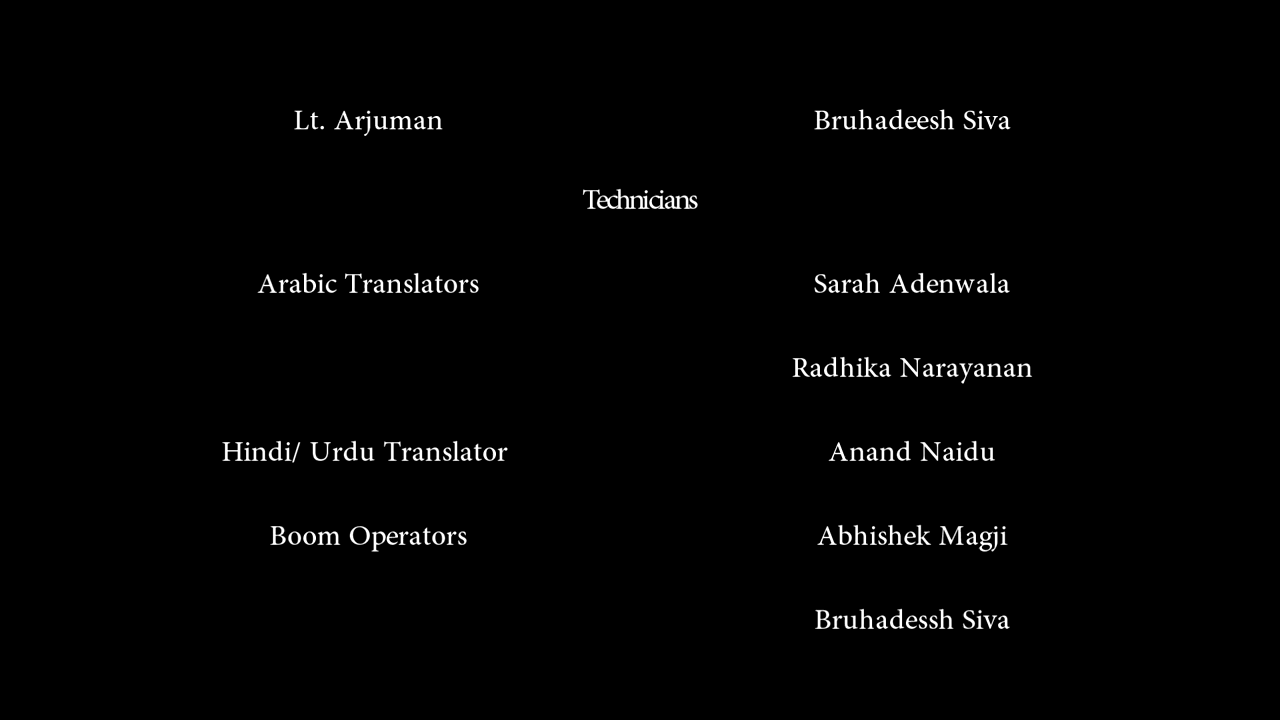 Lt. Arjuman Bruhadeesh Siva
Technicians
Arabic Translators Sarah Adenwala
Radhika Narayanan
Hindi/ Urdu Translator Anand Naidu
Boom Operators Abhishek Magji
Bruhadessh Siva